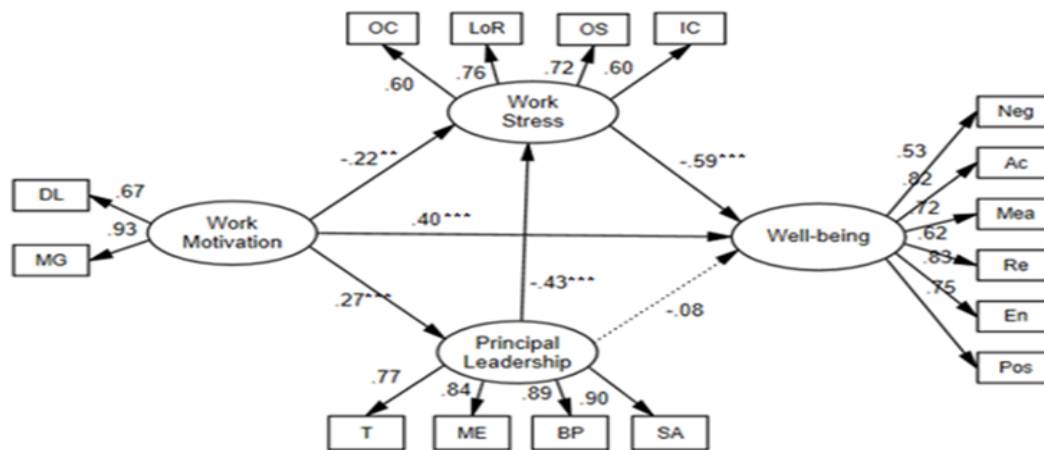 OC LoR OS IC
.60 .76 .72 .60
Work
Stress
Neg
.53
Ac
.82
-.22**
-.59***
DL
.67
.72
Mea
Work
Motivation
.40***
Well-being
.62
.93
MG
.83
Re
.27***
-.43***
.75
En
-.08
Principal
Leadership
Pos
.77 .84 .89 .90
T ME BP SA